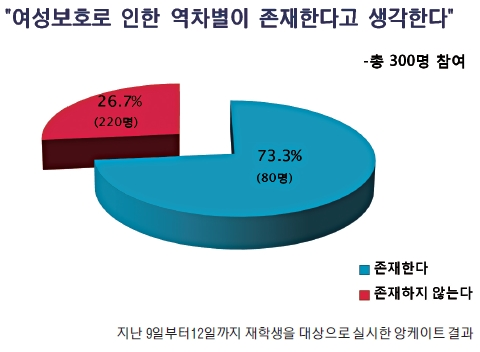 "여성보호로 인한 역차별이 존재한다고 생각한다"
-총 300명 참여
26.7%
(220명)
73.3%
(80명)
존재한다
존재하지 않는다
지난 9일부터12일까지 재학생을 대상으로 실시한 앙케이트 결과